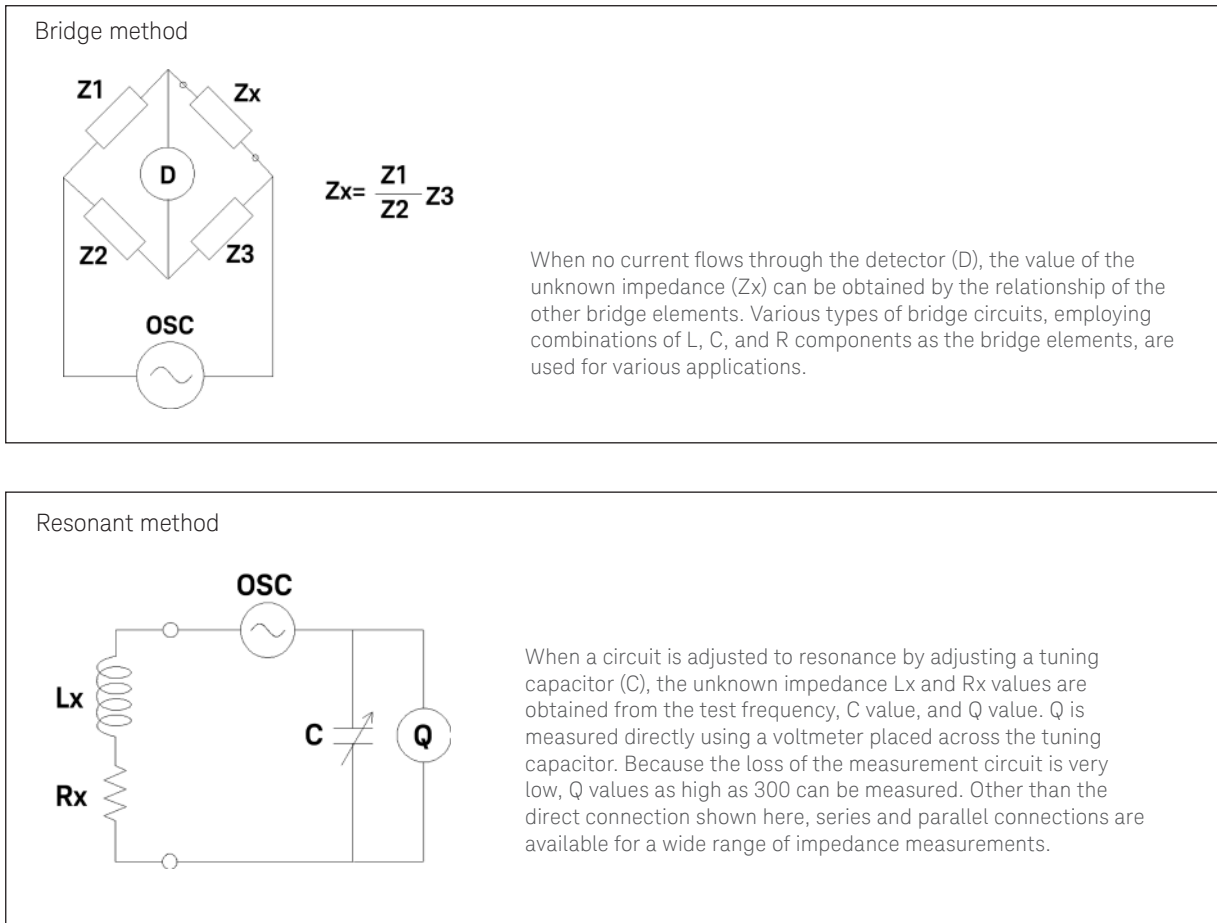 Bridge method
Z1
Zx
D
Zx= Z1/Z2 Z3
Z2
Z3
OSC
When no current flows through the detector (D), the value of the
unknown impedance (Zx) can be obtained by the relationship of the
other bridge elements. Various types of bridge circuits, employing
combinations of L, C, and R components as the bridge elements, are
used for various applications.
Resonant method
OSC
Lx
C
Q
Rx
When a circuit is adjusted to resonance by adjusting a tuning
capacitor (C), the unknown impedance Lx and Rx values are
obtained from the test frequency, C value, and Q value. Q is
measured directly using a voltmeter placed across the tuning
capacitor. Because the loss of the measurement circuit is very
low, Q values as high as 300 can be measured. Other than the
direct connection shown here, series and parallel connections are
available for a wide range of impedance measurements.